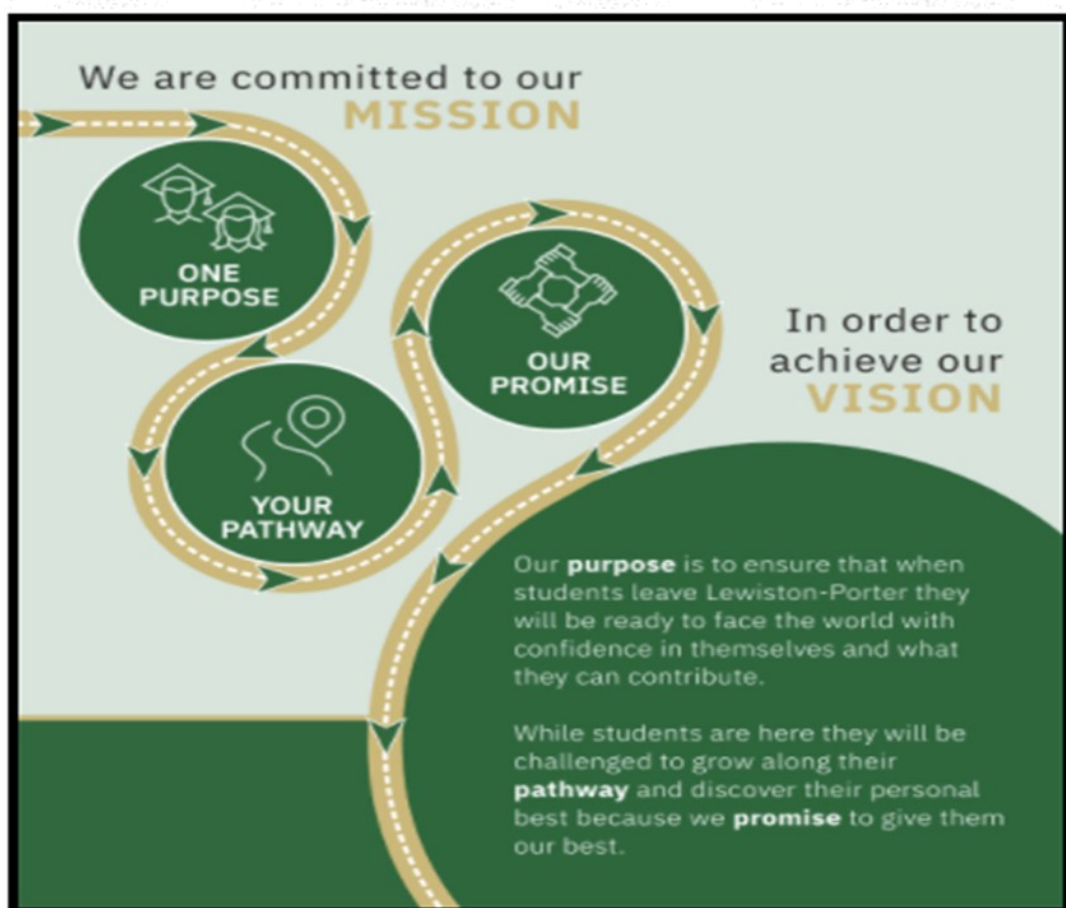 We are committed to our
MISSION
ONE
PURPOSE
YOUR
PATHWAY
OUR
PROMISE
In order to
achieve our
VISION
Our purpose is to ensure that when
students leave Lewiston-Porter they
will be ready to face the world with
confidence in themselves and what
they can contribute.
While students are here they will be
challenged to grow along their
pathway and discover their personal
best because we promise to give them
our best.